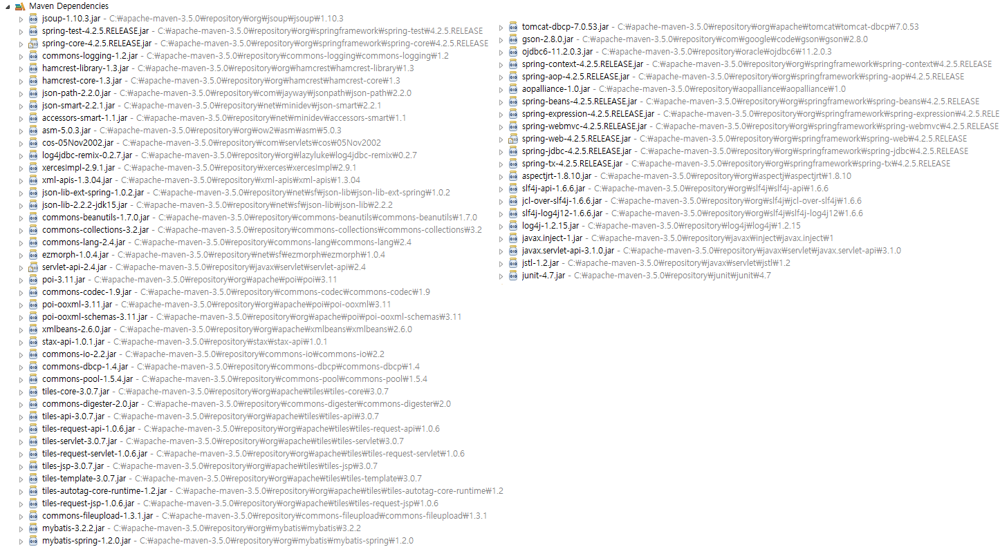 Maven Dependencies
jsoup-1.10.3.jar - C:₩apache-maven-3.5.0₩repository₩org₩jsoup₩jsoup₩1.10.3
spring-test-4.2.5.RELEASE.jar - C:₩apache-maven-3.5.0₩repository₩org₩springframework₩spring-test₩4.2.5.RELEASE
spring-core-4.2.5.RELEASE.jar - C:₩apache-maven-3.5.0₩repository₩org₩springframework₩spring-core₩4.2.5.RELEASE
commons-logging-1.2.jar - C:₩apache-maven-3.5.0₩repository₩commons-logging₩commons-logging₩1.2
hamcrest-library-1.3.jar - C:₩apache-maven-3.5.0₩repository₩org₩hamcrest₩hamcrest-library₩1.3
hamcrest-core-1.3.jar - C:₩apache-maven-3.5.0₩repository₩org₩hamcrest₩hamcrest-core₩1.3
json-path-2.2.0.jar - C:₩apache-maven-3.5.0₩repository₩com₩jayway₩jsonpath₩json-path₩2.2.0
json-smart-2.2.1.jar - C:₩apache-maven-3.5.0₩repository₩net₩minidev₩json-smart₩2.2.1
accessors-smart-1.1.jar - C:₩apache-maven-3.5.0₩repository₩net₩minidev₩accessors-smart₩1.1
asm-5.0.3.jar - C:₩apache-maven-3.5.0₩repository₩org₩ow2₩asm₩asm₩5.0.3
cos-05Nov2002.jar - C:₩apache-maven-3.5.0₩repository₩com₩servlets₩cos₩05Nov2002
log4jdbc-remix-0.2.7.jar - C:₩apache-maven-3.5.0₩repository₩org₩lazyluke₩log4jdbc-remix₩0.2.7
xercesImpl-2.9.1.jar - C:₩apache-maven-3.5.0₩repository₩xerces₩xercesImpl₩2.9.1
xml-apis-1.3.04.jar - C:₩apache-maven-3.5.0₩repository₩xml-apis₩xml-apis₩1.3.04
json-lib-ext-spring-1.0.2.jar - C:₩apache-maven-3.5.0₩repository₩net₩sf₩json-lib₩json-lib-ext-spring₩1.0.2
json-lib-2.2.2-jdk15.jar - C:₩apache-maven-3.5.0₩repository₩net₩sf₩json-lib₩json-lib₩2.2.2
commons-beanutils-1.7.0.jar - C:₩apache-maven-3.5.0₩repository₩commons-beanutils₩commons-beanutils₩1.7.0
commons-collections-3.2.jar - C:₩apache-maven-3.5.0₩repository₩commons-collections₩commons-collections₩3.2
commons-lang-2.4.jar - C:₩apache-maven-3.5.0₩repository₩commons-lang₩commons-lang₩2.4
ezmorph-1.0.4.jar - C:₩apache-maven-3.5.0₩repository₩net₩sf₩ezmorph₩ezmorph₩1.0.4
servlet-api-2.4.jar - C:₩apache-maven-3.5.0₩repository₩javax₩servlet₩servlet-api₩2.4
poi-3.11.jar - C:₩apache-maven-3.5.0₩repository₩org₩apache₩poi₩poi₩3.11
commons-codec-1.9.jar - C:₩apache-maven-3.5.0₩repository₩commons-codec₩commons-codec₩1.9
poi-ooxml-3.11.jar - C:₩apache-maven-3.5.0₩repository₩org₩apache₩poi₩poi-ooxml₩3.11
poi-ooxml-schemas-3.11.jar - C:₩apache-maven-3.5.0₩repository₩org₩apache₩poi₩poi-ooxml-schemas₩3.11
xmlbeans-2.6.0.jar - C:₩apache-maven-3.5.0₩repository₩org₩apache₩xmlbeans₩xmlbeans₩2.6.0
stax-api-1.0.1.jar - C:₩apache-maven-3.5.0₩repository₩stax₩stax-api₩1.0.1
commons-io-2.2.jar - C:₩apache-maven-3.5.0₩repository₩commons-io₩commons-io₩2.2
commons-dbcp-1.4.jar - C:₩apache-maven-3.5.0₩repository₩commons-dbcp₩commons-dbcp₩1.4
commons-pool-1.5.4.jar - C:₩apache-maven-3.5.0₩repository₩commons-pool₩commons-pool₩1.5.4
tiles-core-3.0.7.jar - C:₩apache-maven-3.5.0₩repository₩org₩apache₩tiles₩tiles-core₩3.0.7
commons-digester-2.0.jar - C:₩apache-maven-3.5.0₩repository₩commons-digester₩commons-digester₩2.0
tiles-api-3.0.7.jar - C:₩apache-maven-3.5.0₩repository₩org₩apache₩tiles₩tiles-api₩3.0.7
tiles-request-api-1.0.6.jar - C:₩apache-maven-3.5.0₩repository₩org₩apache₩tiles₩tiles-request-api₩1.0.6
tiles-servlet-3.0.7.jar - C:₩apache-maven-3.5.0₩repository₩org₩apache₩tiles₩tiles-servlet₩3.0.7
tiles-request-servlet-1.0.6.jar - C:₩apache-maven-3.5.0₩repository₩org₩apache₩tiles₩tiles-request-servlet₩1.0.6
tiles-jsp-3.0.7.jar - C:₩apache-maven-3.5.0₩repository₩org₩apache₩tiles₩tiles-jsp₩3.0.7
tiles-template-3.0.7.jar - C:₩apache-maven-3.5.0₩repository₩org₩apache₩tiles₩tiles-template₩3.0.7
tiles-autotag-core-runtime-1.2.jar - C:₩apache-maven-3.5.0₩repository₩org₩apache₩tiles₩tiles-autotag-core-runtime₩1.2
tiles-request-jsp-1.0.6.jar - C:₩apache-maven-3.5.0₩repository₩org₩apache₩tiles₩tiles-request-jsp₩1.0.6
commons-fileupload-1.3.1.jar - C:₩apache-maven-3.5.0₩repository₩commons-fileupload₩commons-fileupload₩1.3.1
mybatis-3.2.2.jar - C:₩apache-maven-3.5.0₩repository₩org₩mybatis₩mybatis₩3.2.2
mybatis-spring-1.2.0.jar - C:₩apache-maven-3.5.0₩repository₩org₩mybatis₩mybatis-spring₩1.2.0
tomcat-dbcp-7.0.53.jar - C:₩apache-maven-3.5.0₩repository₩org₩apache₩tomcat₩tomcat-dbcp₩7.0.53
gson-2.8.0.jar - C:₩apache-maven-3.5.0₩repository₩com₩google₩code₩gson₩gson₩2.8.0
ojdbc6-11.2.0.3.jar - C:₩apache-maven-3.5.0₩repository₩oracle₩ojdbc6₩11.2.0.3
spring-context-4.2.5.RELEASE.jar - C:₩apache-maven-3.5.0₩repository₩org₩springframework₩spring-context₩4.2.5.RELEASE
spring-aop-4.2.5.RELEASE.jar - C:₩apache-maven-3.5.0₩repository₩org₩springframework₩spring-aop₩4.2.5.RELEASE
aopalliance-1.0.jar - C:₩apache-maven-3.5.0₩repository₩aopalliance₩aopalliance₩1.0
spring-beans-4.2.5.RELEASE.jar - C:₩apache-maven-3.5.0₩repository₩org₩springframework₩spring-beans₩4.2.5.RELEASE
spring-expression-4.2.5.RELEASE.jar - C:₩apache-maven-3.5.0₩repository₩org₩springframework₩spring-expression₩4.2.5.RELE
spring-webmvc-4.2.5.RELEASE.jar - C:₩apache-maven-3.5.0₩repository₩org₩springframework₩spring-webmvc₩4.2.5.RELEASE
spring-web-4.2.5.RELEASE.jar - C:₩apache-maven-3.5.0₩repository₩org₩springframework₩spring-web₩4.2.5.RELEASE
spring-jdbc-4.2.5.RELEASE.jar - C:₩apache-maven-3.5.0₩repository₩org₩springframework₩spring-jdbc₩4.2.5.RELEASE
spring-tx-4.2.5.RELEASE.jar - C:₩apache-maven-3.5.0₩repository₩org₩springframework₩spring-tx₩4.2.5.RELEASE
aspectjrt-1.8.10.jar - C:₩apache-maven-3.5.0₩repository₩org₩aspectj₩aspectjrt₩1.8.10
slf4j-api-1.6.6.jar - C:₩apache-maven-3.5.0₩repository₩org₩slf4j₩slf4j-api₩1.6.6
jcl-over-slf4j-1.6.6.jar - C:₩apache-maven-3.5.0₩repository₩org₩slf4j₩jcl-over-slf4j₩1.6.6
slf4j-log4j12-1.6.6.jar - C:₩apache-maven-3.5.0₩repository₩org₩slf4j₩slf4j-log4j12₩1.6.6
log4j-1.2.15.jar - C:₩apache-maven-3.5.0₩repository₩log4j₩log4j₩1.2.15
javax.inject-1.jar - C:₩apache-maven-3.5.0₩repository₩javax₩inject₩javax.inject₩1
javax.servlet-api-3.1.0.jar - C:₩apache-maven-3.5.0₩repository₩javax₩servlet₩javax.servlet-api₩3.1.0
jstl-1.2.jar - C:₩apache-maven-3.5.0₩repository₩javax₩servlet₩jstl₩1.2
junit-4.7.jar - C:₩apache-maven-3.5.0₩repository₩junit₩junit₩4.7